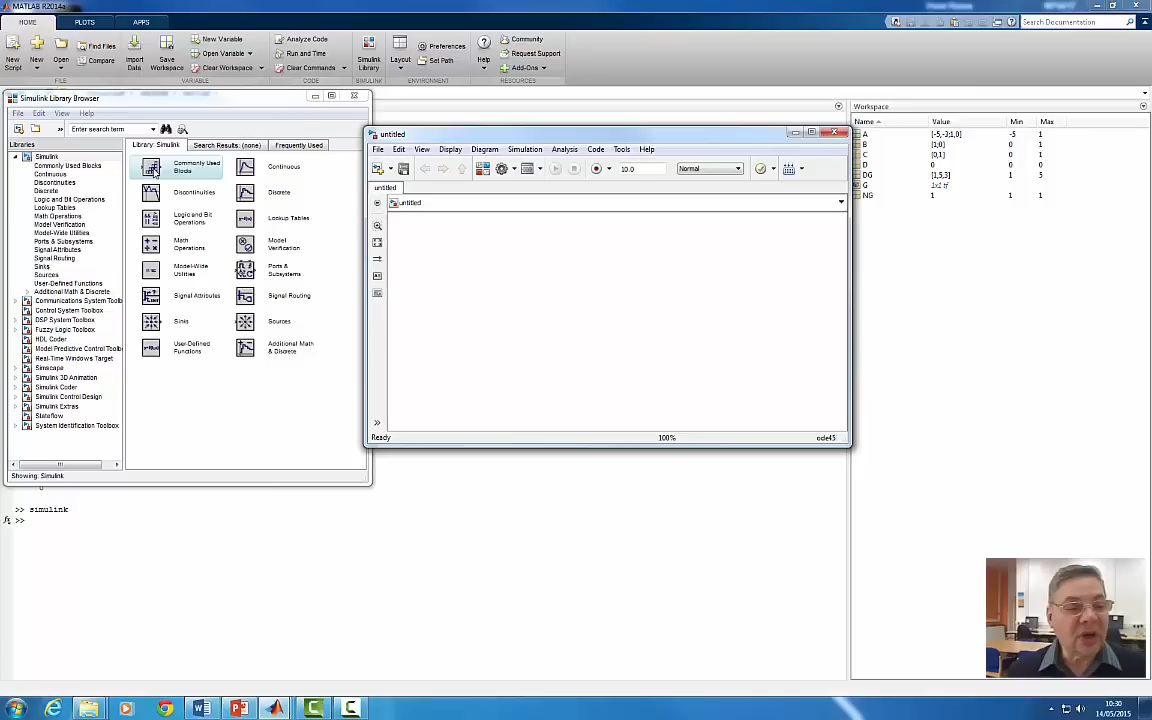 MATLAB R2014a
HOME
PLOTS
APPS
Search Documentation
New Script
New
Open
Find Files
Compare
Import Data
Save Workspace
New Variable
Open Variable
Clear Workspace
Analyze Code
Run and Time
Clear Commands
Simulink Library
Layout
Preferences
Set Path
Help
Community
Request Support
Add-Ons
FILE
VARIABLE
CODE
SIMULINK
ENVIRONMENT
RESOURCES
Simulink Library Browser
File Edit View Help
Enter search term
Libraries
Simulink
Commonly Used Blocks
Continuous
Discontinuities
Discrete
Logic and Bit Operations
Lookup Tables
Math Operations
Model Verification
Model-Wide Utilities
Ports & Subsystems
Signal Attributes
Signal Routing
Sinks
Sources
User-Defined Functions
Additional Math & Discrete
Communications System Toolb
Control System Toolbox
DSP System Toolbox
Fuzzy Logic Toolbox
HDL Coder
Model Predictive Control Toolb
Real-Time Windows Target
Simscape
Simulink 3D Animation
Simulink Coder
Simulink Control Design
Simulink Extras
Stateflow
System Identification Toolbox
Showing: Simulink
Library: Simulink
Search Results: (none)
Frequently Used
Commonly Used Blocks
Continuous
Discontinuities
Discrete
Logic and Bit Operations
Lookup Tables
Math Operations
Model Verification
Model-Wide Utilities
Ports & Subsystems
Signal Attributes
Signal Routing
Sinks
Sources
User-Defined Functions
Additional Math & Discrete
untitled
File Edit View Display Diagram Simulation Analysis Code Tools Help
10.0
Normal
untitled
untitled
Ready
100%
ode45
>> simulink
fx >>
Workspace
Name Value Min Max
A [-5,-3;1,0] -5 1
B [1;0] 0 1
C [0,1] 0 1
D 0 0 0
DG [1,5,3] 1 5
G 1x1 tf
NG 1 1 1
10:30
14/05/2015